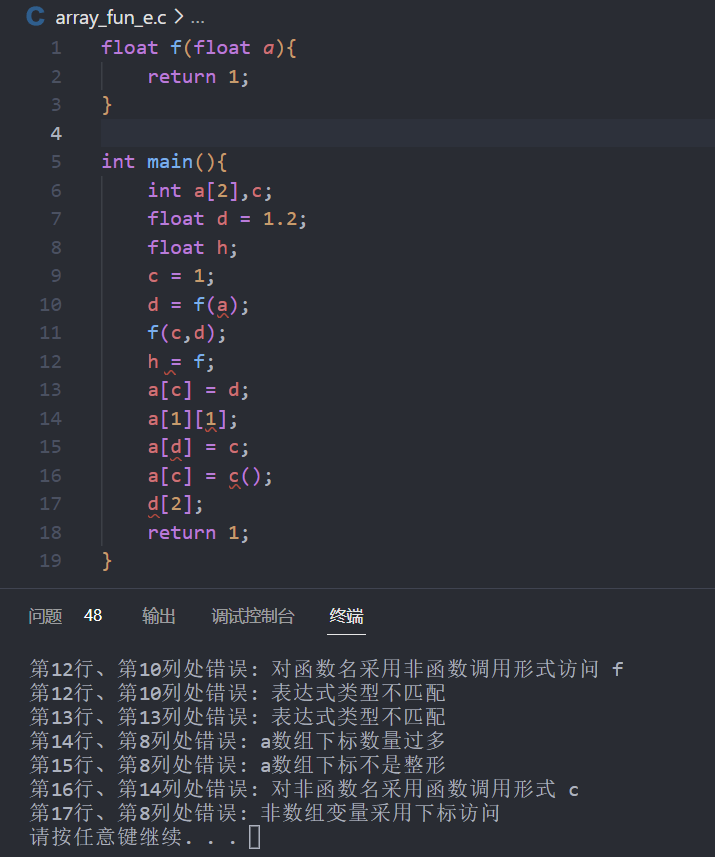 C array_fun_e.c > ...
1 float f(float a){
2     return 1;
3 }
4
5 int main(){
6     int a[2],c;
7     float d = 1.2;
8     float h;
9     c = 1;
10     d = f(a);
11     f(c,d);
12     h = f;
13     a[c] = d;
14     a[1][1];
15     a[d] = c;
16     a[c] = c();
17     d[2];
18     return 1;
19 }
问题 48 输出 调试控制台 终端
第12行、第10列处错误: 对函数名采用非函数调用形式访问 f
第12行、第10列处错误: 表达式类型不匹配
第13行、第13列处错误: 表达式类型不匹配
第14行、第8列处错误: a数组下标数量过多
第15行、第8列处错误: a数组下标不是整形
第16行、第14列处错误: 对非函数名采用函数调用形式 c
第17行、第8列处错误: 非数组变量采用下标访问
请按任意键继续. . .